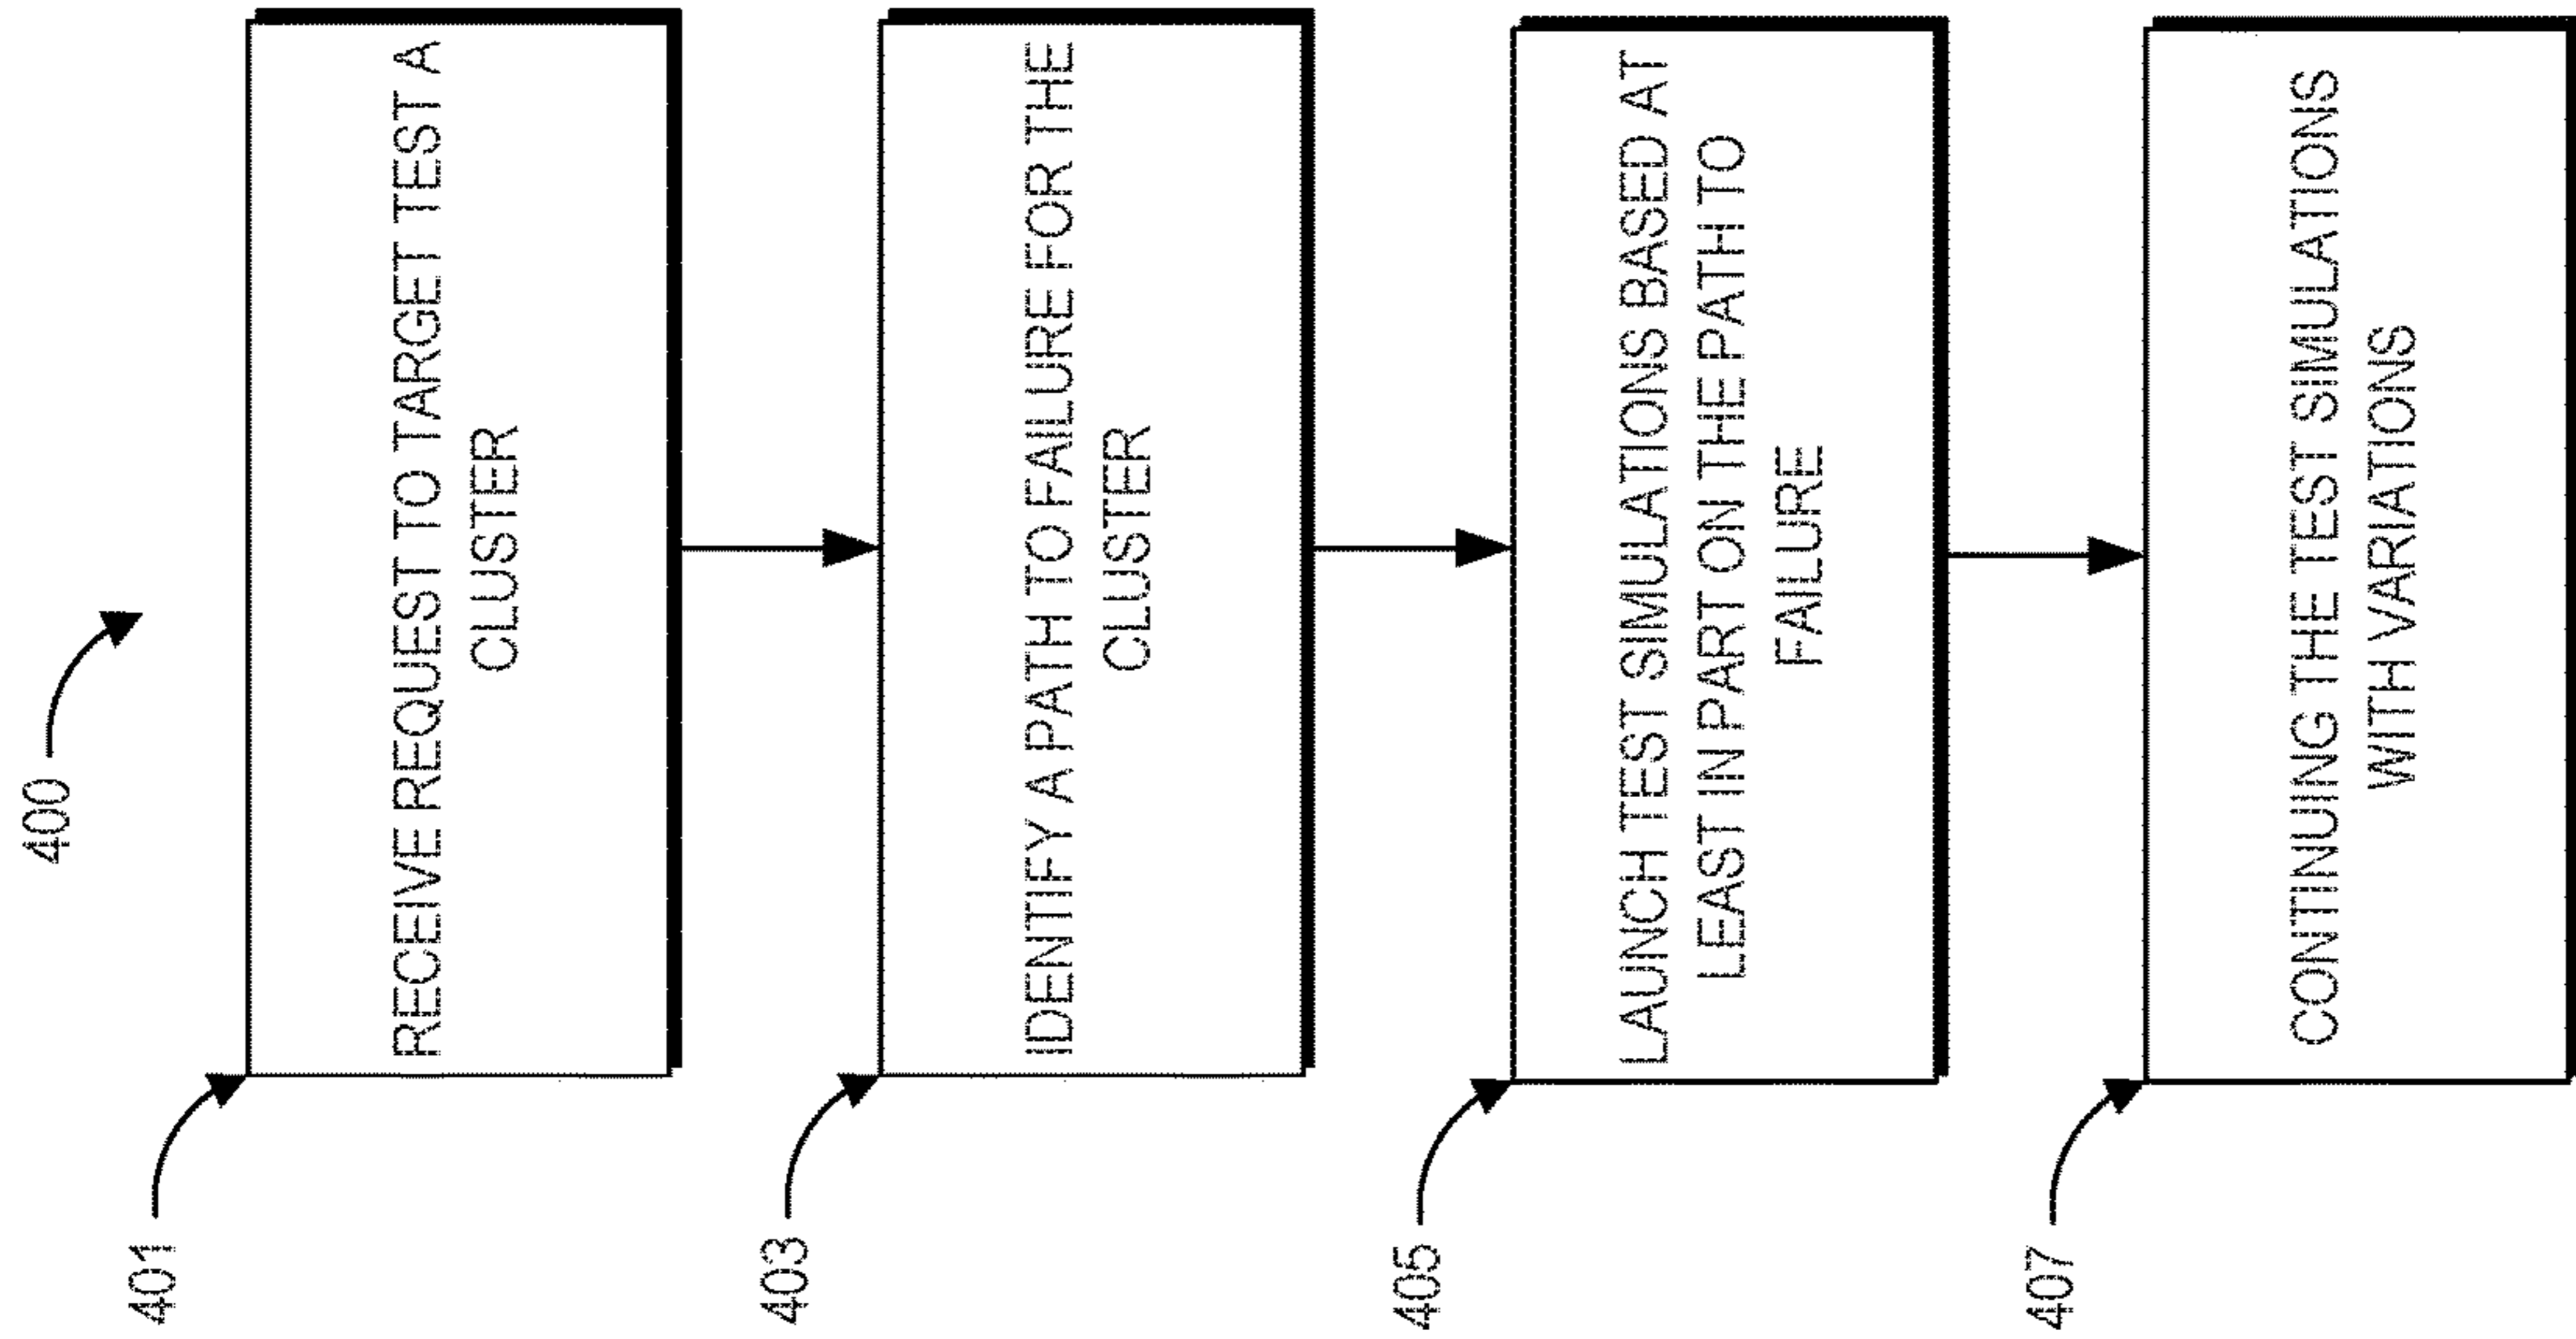 400
401
RECEIVE REQUEST TO TARGET TEST A
CLUSTER
403
IDENTIFY A PATH TO FAILURE FOR THE
CLUSTER
405
LAUNCH TEST SIMULATIONS BASED AT
LEAST IN PART ON THE PATH TO
FAILURE
407
CONTINUING THE TEST SIMULATIONS
WITH VARIATIONS